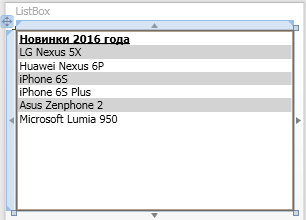 ListBox
Новинки 2016 года
LG Nexus 5X
Huawei Nexus 6P
iPhone 6S
iPhone 6S Plus
Asus Zenphone 2
Microsoft Lumia 950